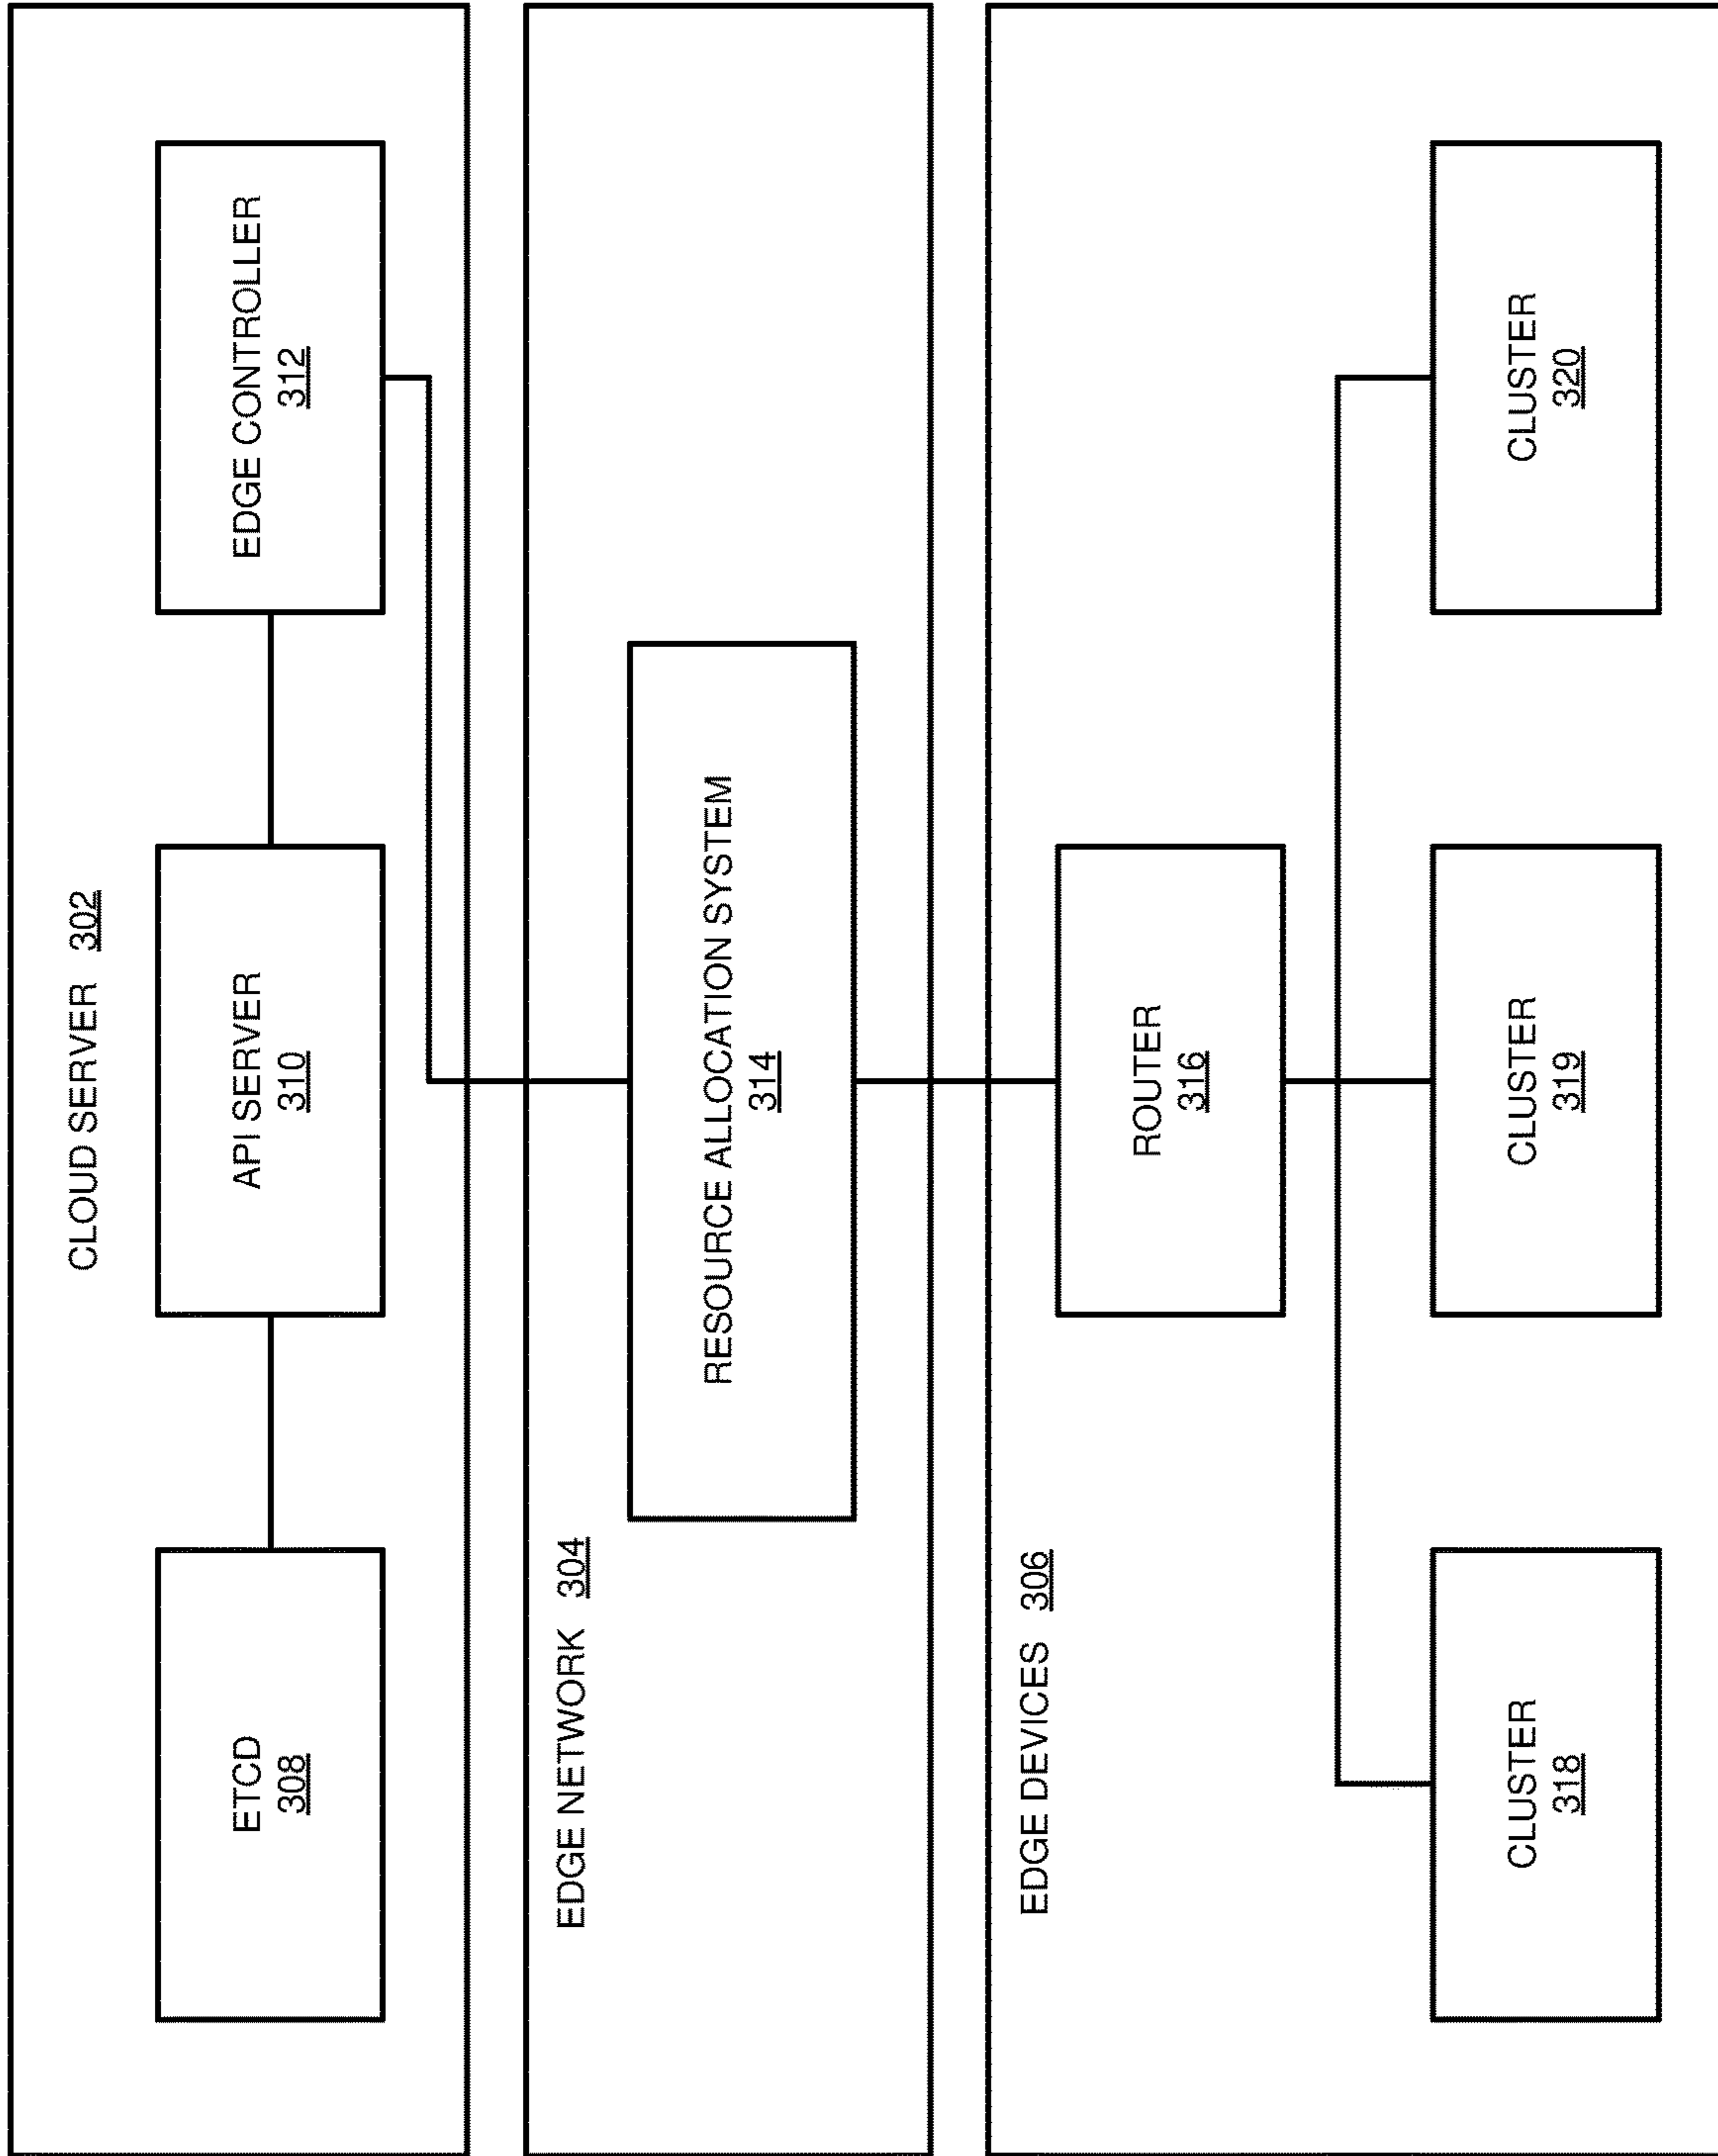 CLOUD SERVER 302
ETCD
308
API SERVER
310
EDGE CONTROLLER
312
EDGE NETWORK 304
RESOURCE ALLOCATION SYSTEM
314
EDGE DEVICES 306
ROUTER
316
CLUSTER
318
CLUSTER
319
CLUSTER
320